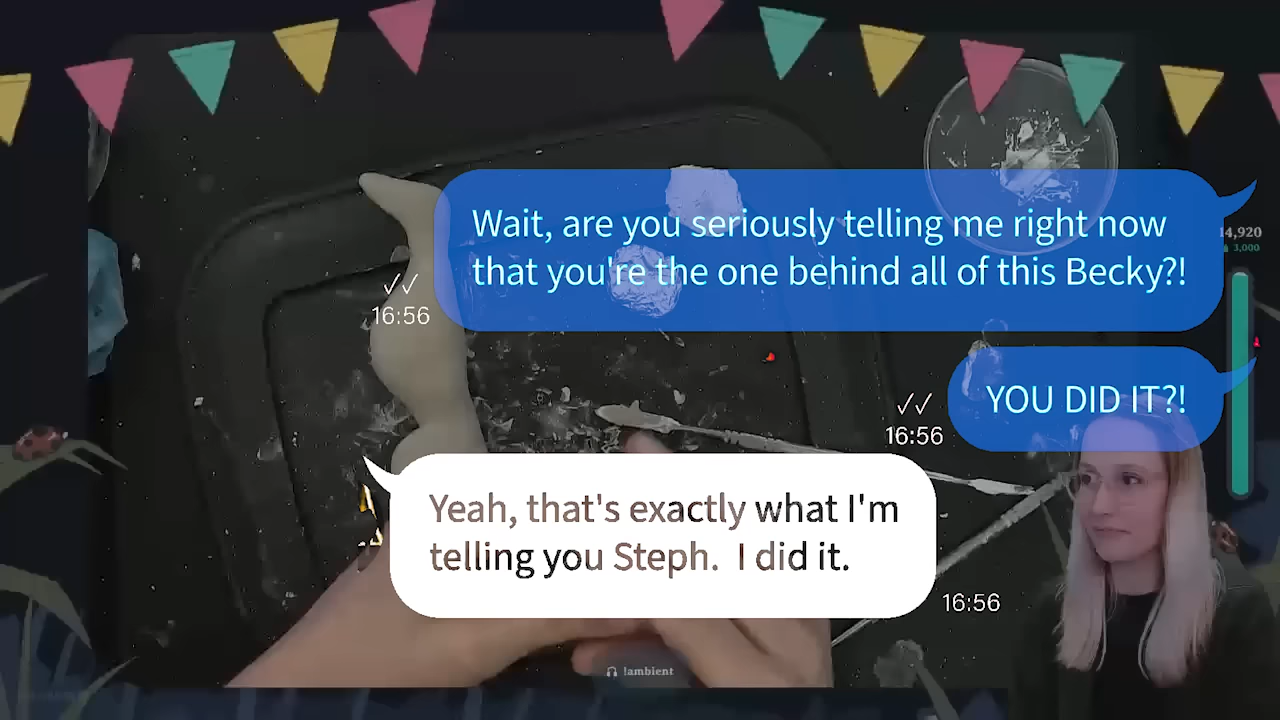 14,920
3,000
Wait, are you seriously telling me right now
that you're the one behind all of this Becky?!
16:56
YOU DID IT?!
16:56
Yeah, that's exactly what I'm
telling you Steph.  I did it.
16:56
!ambient